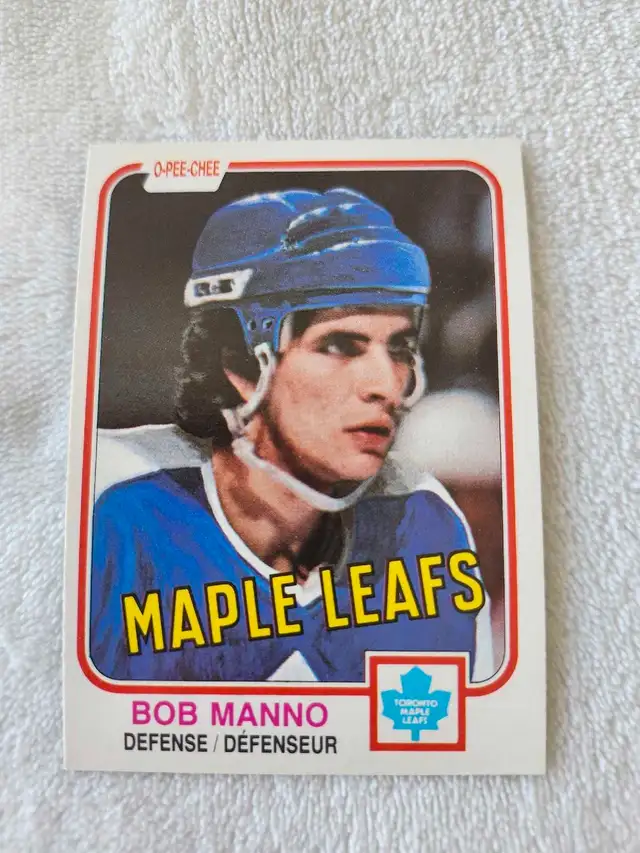 O-PEE-CHEE
MAPLE LEAFS
BOB MANNO
DEFENSE / DÉFENSEUR
TORONTO
MAPLE
LEAFS